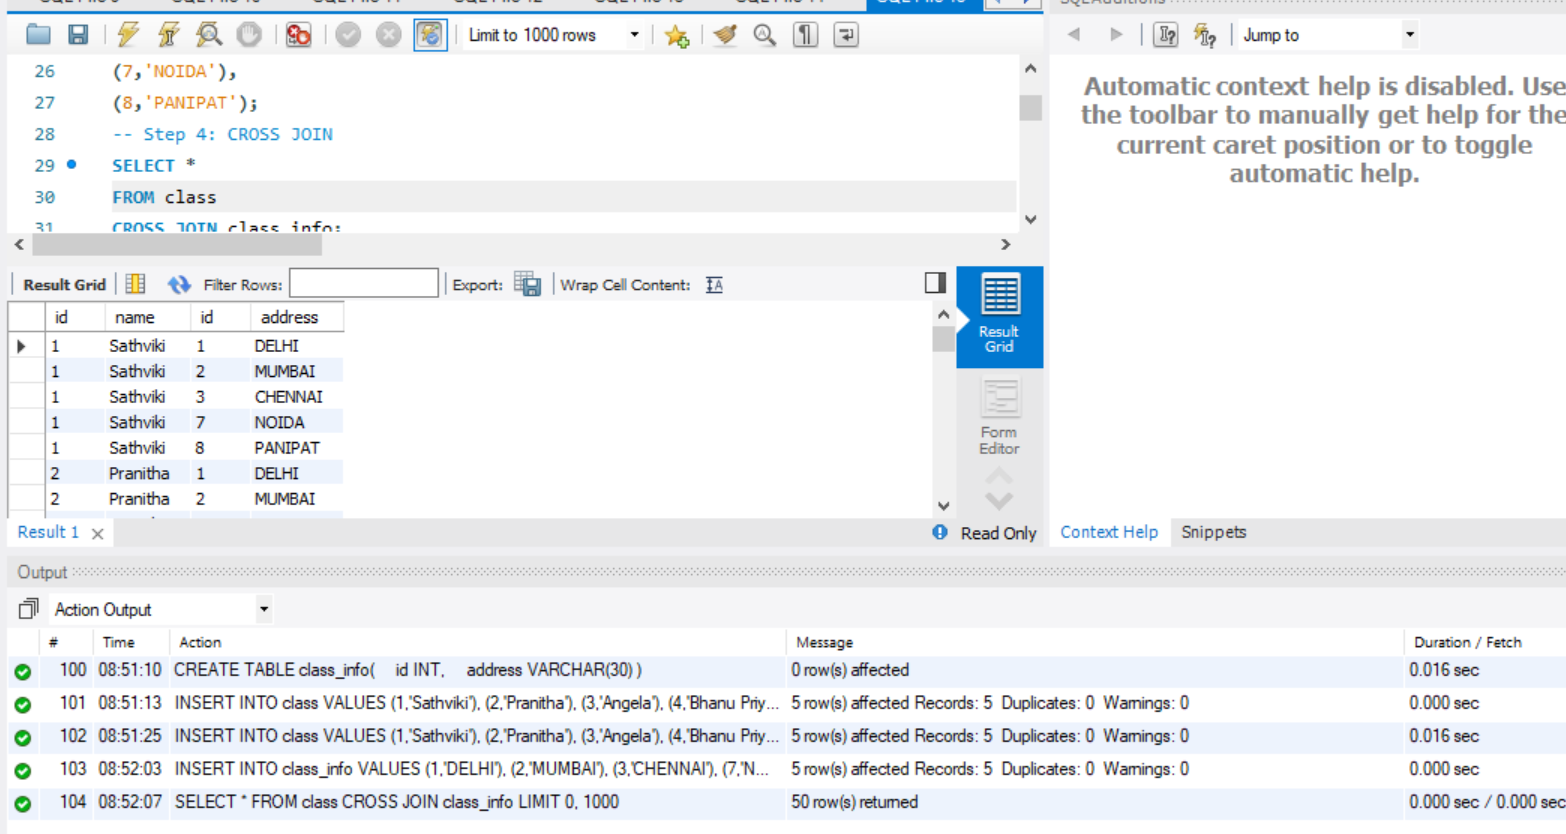 Limit to 1000 rows
Jump to
26 (7,'NOIDA'),
27 (8,'PANIPAT');
28 -- Step 4: CROSS JOIN
29 SELECT *
30 FROM class
31 CROSS JOIN class_info;
Automatic context help is disabled. Use
the toolbar to manually get help for the
current caret position or to toggle
automatic help.
Result Grid Filter Rows: Export: Wrap Cell Content: IA
id name id address
1 Sathviki 1 DELHI
1 Sathviki 2 MUMBAI
1 Sathviki 3 CHENNAI
1 Sathviki 7 NOIDA
1 Sathviki 8 PANIPAT
2 Pranitha 1 DELHI
2 Pranitha 2 MUMBAI
Result
Grid
Form
Editor
Result 1 Read Only Context Help Snippets
Output
Action Output
# Time Action Message Duration / Fetch
100 08:51:10 CREATE TABLE class_info( id INT, address VARCHAR(30) ) 0 row(s) affected 0.016 sec
101 08:51:13 INSERT INTO class VALUES (1,'Sathviki'), (2,'Pranitha'), (3,'Angela'), (4,'Bhanu Priy... 5 row(s) affected Records: 5 Duplicates: 0 Warnings: 0 0.000 sec
102 08:51:25 INSERT INTO class VALUES (1,'Sathviki'), (2,'Pranitha'), (3,'Angela'), (4,'Bhanu Priy... 5 row(s) affected Records: 5 Duplicates: 0 Warnings: 0 0.016 sec
103 08:52:03 INSERT INTO class_info VALUES (1,'DELHI'), (2,'MUMBAI'), (3,'CHENNAI'), (7,'N... 5 row(s) affected Records: 5 Duplicates: 0 Warnings: 0 0.000 sec
104 08:52:07 SELECT * FROM class CROSS JOIN class_info LIMIT 0, 1000 50 row(s) returned 0.000 sec / 0.000 sec